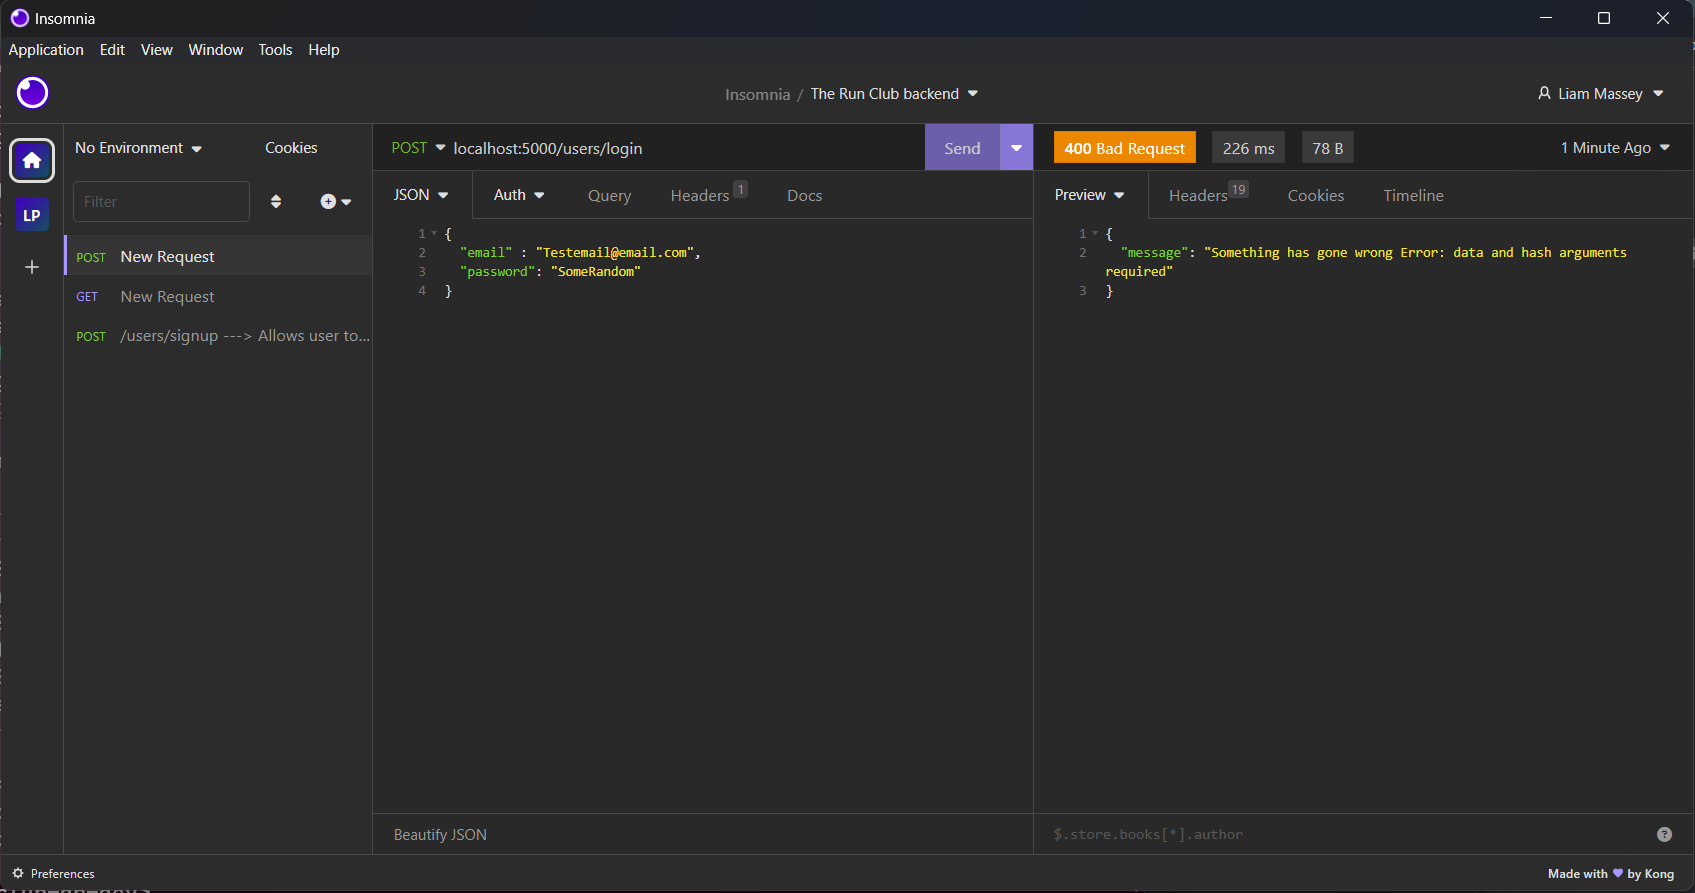 Insomnia
Application Edit View Window Tools Help
Insomnia / The Run Club backend
Liam Massey
No Environment
Cookies
POST localhost:5000/users/login
Send
400 Bad Request
226 ms
78 B
1 Minute Ago
LP
Filter
POST New Request
GET New Request
POST /users/signup ---> Allows user to...
JSON
Auth
Query
Headers 1
Docs
1 {
2 "email" : "Testemail@email.com",
3 "password": "SomeRandom"
4 }
Preview
Headers 19
Cookies
Timeline
1 {
2 "message": "Something has gone wrong Error: data and hash arguments
required"
3 }
Beautify JSON
$.store.books[*].author
?
Preferences
Made with ♥ by Kong